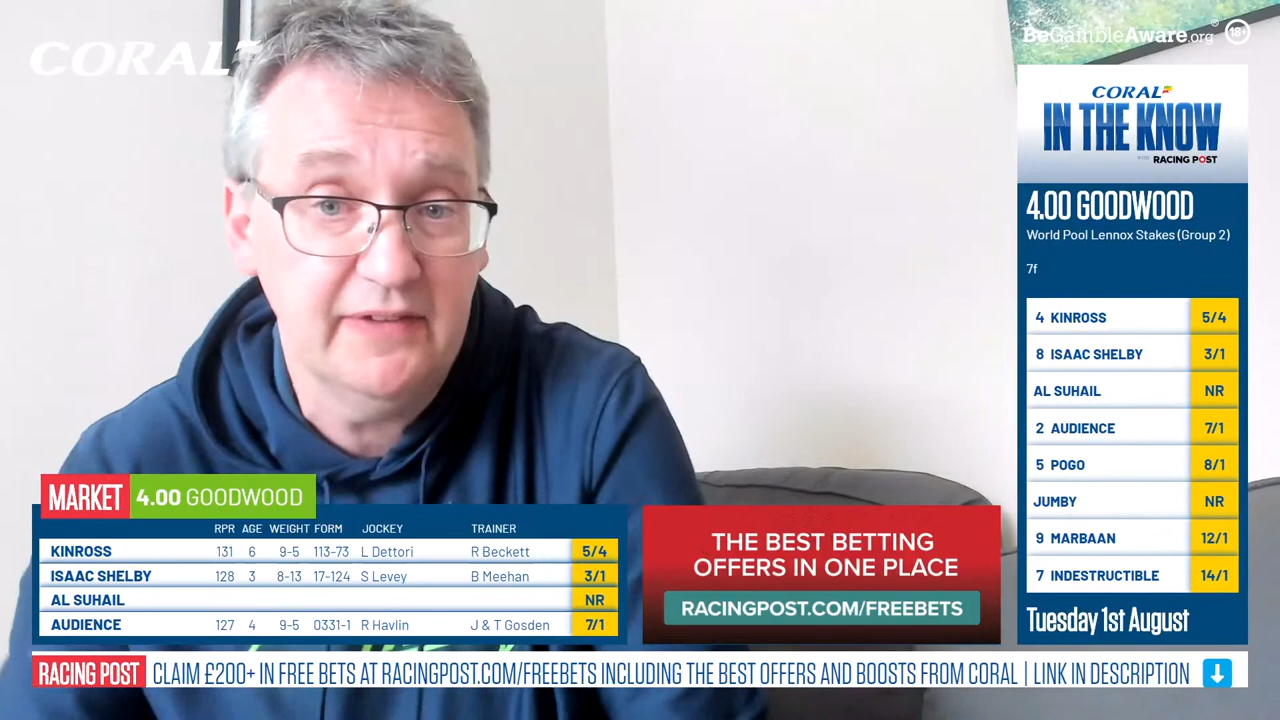 CORAL
BeGambleAware.org® 18+
CORAL
IN THE KNOW
WITH RACING POST
4.00 GOODWOOD
World Pool Lennox Stakes (Group 2)
7f
4 KINROSS 5/4
8 ISAAC SHELBY 3/1
AL SUHAIL NR
2 AUDIENCE 7/1
5 POGO 8/1
JUMBY NR
9 MARBAAN 12/1
7 INDESTRUCTIBLE 14/1
Tuesday 1st August
MARKET 4.00 GOODWOOD
RPR AGE WEIGHT FORM JOCKEY TRAINER
KINROSS 131 6 9-5 113-73 L Dettori R Beckett 5/4
ISAAC SHELBY 128 3 8-13 17-124 S Levey B Meehan 3/1
AL SUHAIL NR
AUDIENCE 127 4 9-5 0331-1 R Havlin J & T Gosden 7/1
THE BEST BETTING
OFFERS IN ONE PLACE
RACINGPOST.COM/FREEBETS
RACING POST CLAIM £200+ IN FREE BETS AT RACINGPOST.COM/FREEBETS INCLUDING THE BEST OFFERS AND BOOSTS FROM CORAL | LINK IN DESCRIPTION